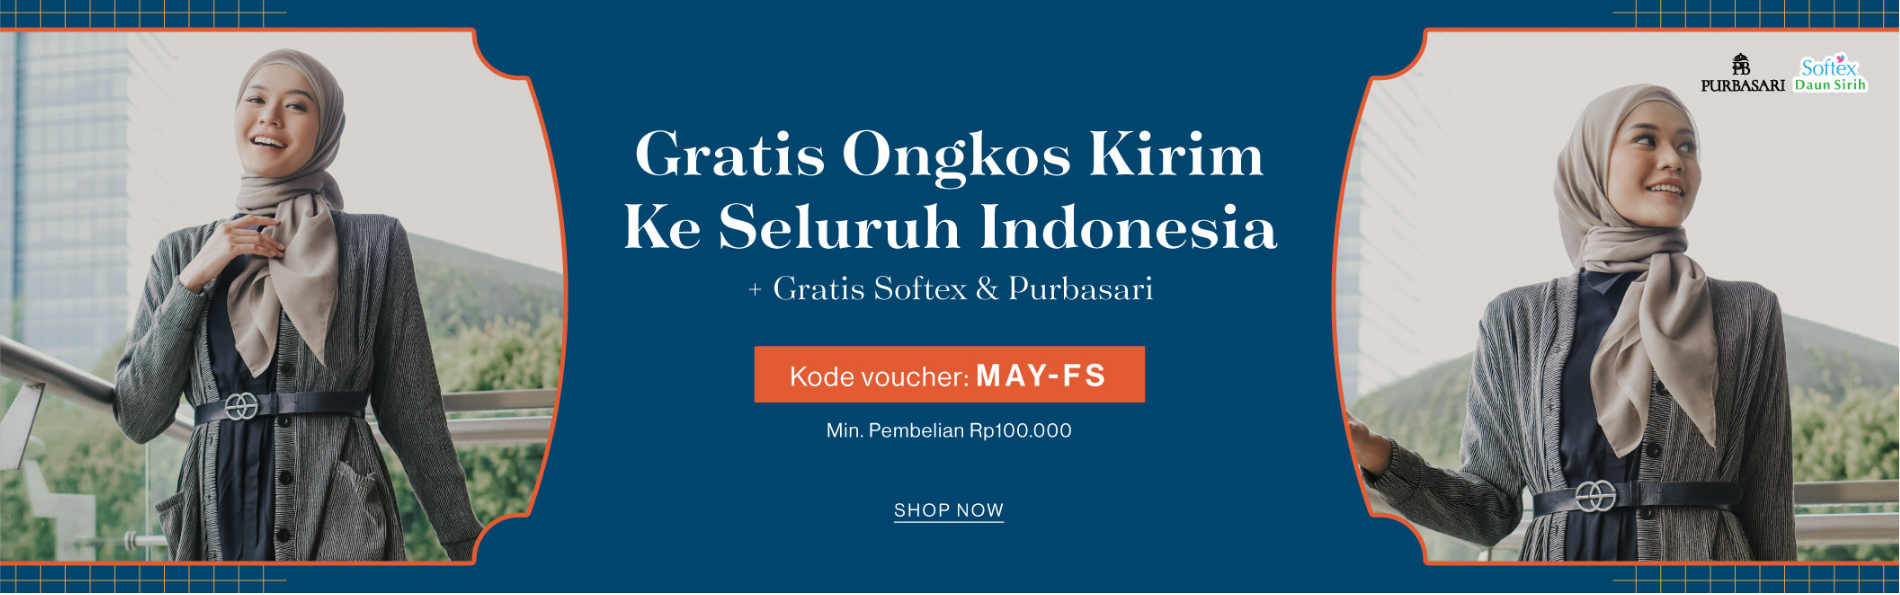 Gratis Ongkos Kirim
Ke Seluruh Indonesia
+ Gratis Softex & Purbasari
Kode voucher: MAY-FS
Min. Pembelian Rp100.000
SHOP NOW
PB
PURBASARI
Softex
Daun Sirih